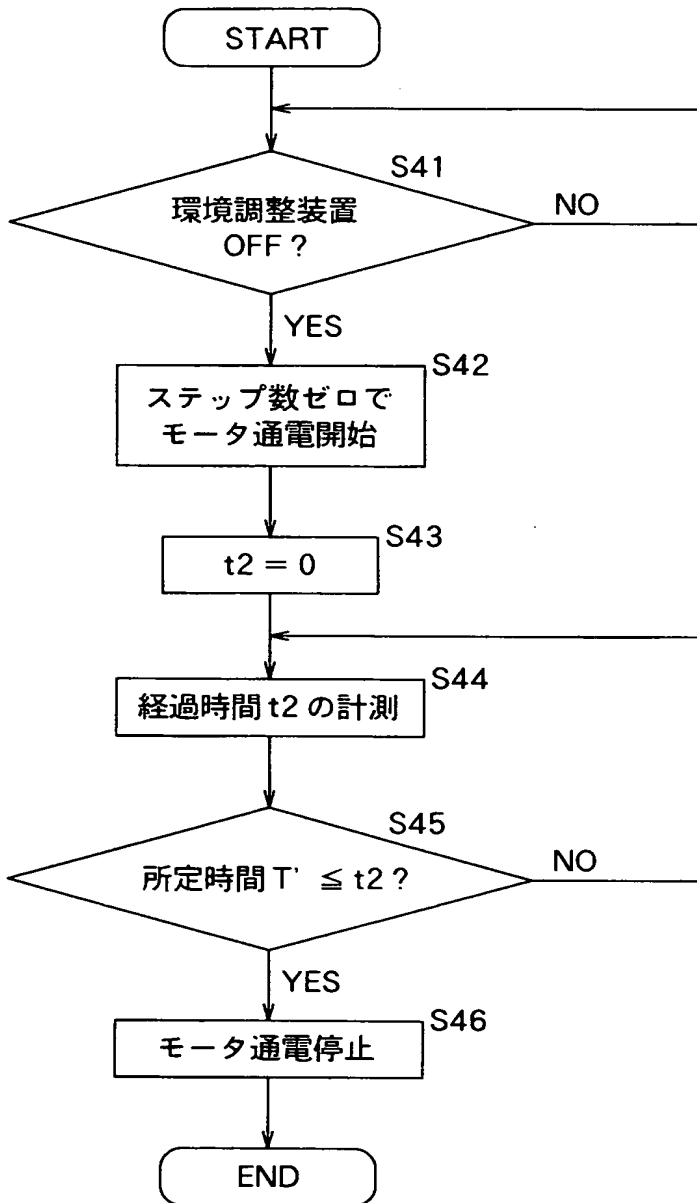 START
S41
環境調整装置
OFF?
NO
YES
S42
ステップ数ゼロで
モータ通電開始
S43
t2 = 0
S44
経過時間 t2 の計測
S45
所定時間 T' ≦ t2 ?
NO
YES
S46
モータ通電停止
END